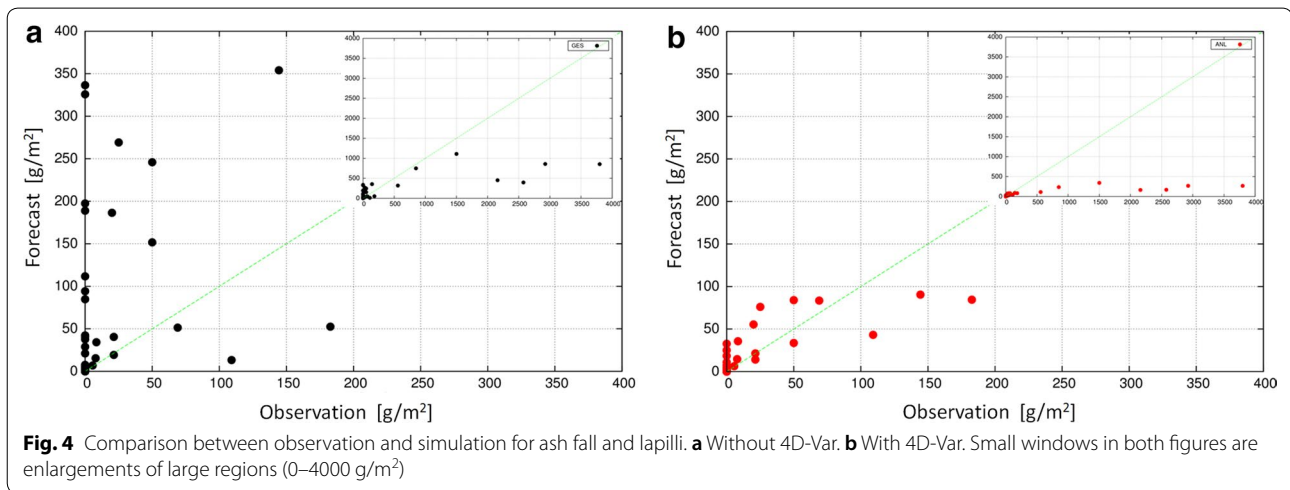 a
b
400
350
300
250
200
150
100
50
0
0 50 100 150 200 250 300 350 400
Forecast [g/m²]
Observation [g/m²]
GES
4000
3500
3000
2500
2000
1500
1000
500
0
0 500 1000 1500 2000 2500 3000 3500 4000
400
350
300
250
200
150
100
50
0
0 50 100 150 200 250 300 350 400
Forecast [g/m²]
Observation [g/m²]
ANL
4000
3500
3000
2500
2000
1500
1000
500
0
0 500 1000 1500 2000 2500 3000 3500 4000
Fig. 4 Comparison between observation and simulation for ash fall and lapilli. a Without 4D-Var. b With 4D-Var. Small windows in both figures are
enlargements of large regions (0–4000 g/m²)